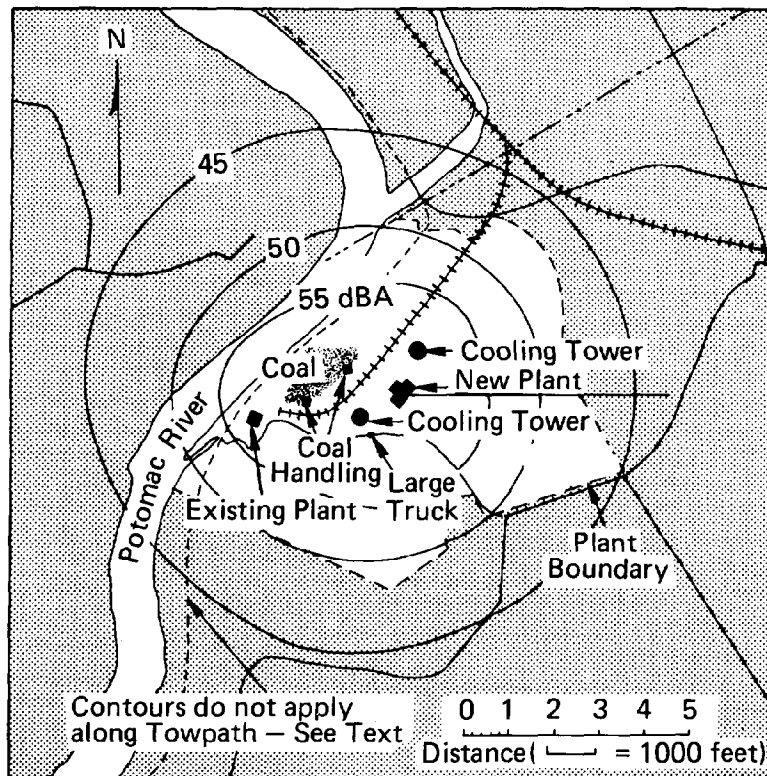 N
45
50
55 dBA
Coal
Cooling Tower
New Plant
Cooling Tower
Coal
Handling
Large
Existing Plant – Truck
Potomac River
Plant
Boundary
Contours do not apply
along Towpath – See Text
0 1 2 3 4 5
Distance( = 1000 feet)